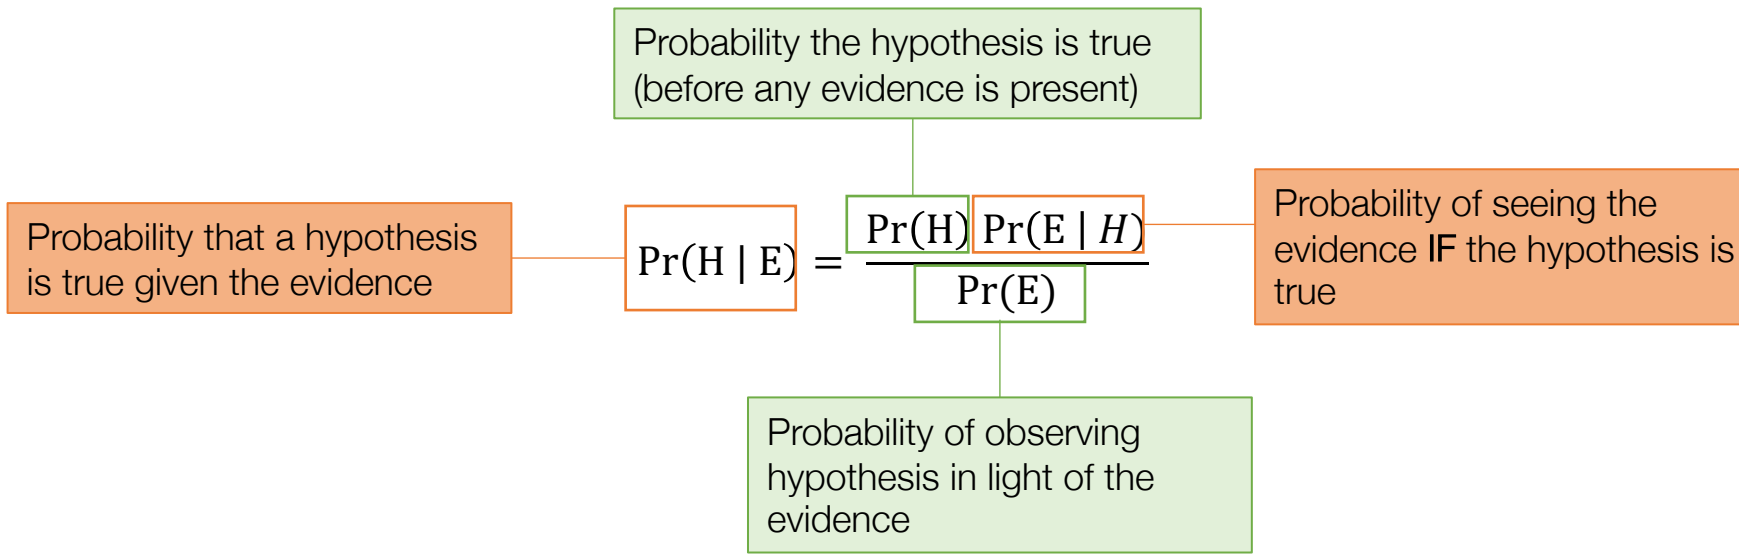 Probability the hypothesis is true
(before any evidence is present)
Probability that a hypothesis
is true given the evidence
Pr(H | E) = Pr(H) Pr(E | H)
Pr(E)
Probability of seeing the
evidence IF the hypothesis is
true
Probability of observing
hypothesis in light of the
evidence